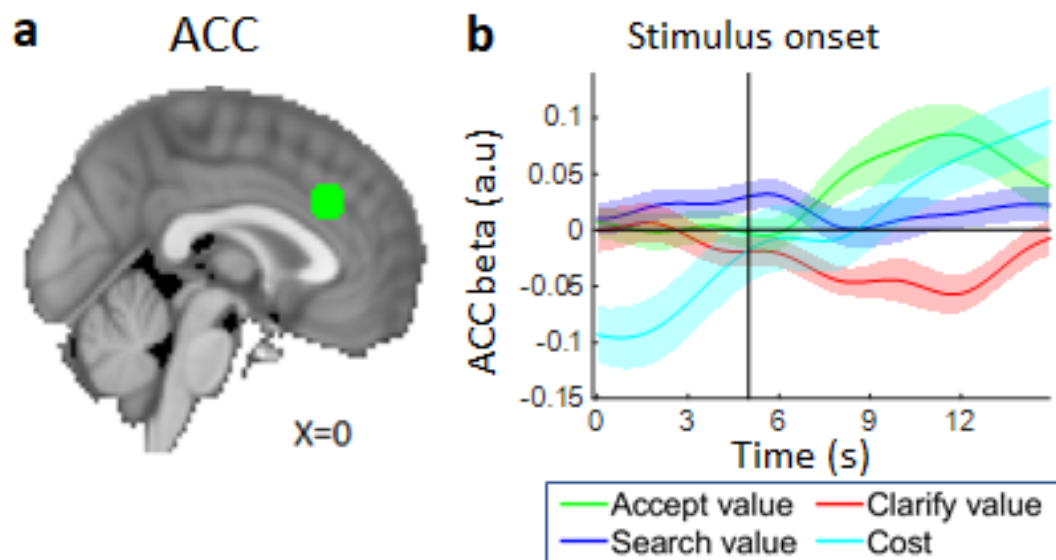 a ACC
X=0
b Stimulus onset
ACC beta (a.u)
0.1
0.05
0
-0.05
-0.1
-0.15
0 3 6 9 12
Time (s)
Accept value Clarify value
Search value Cost